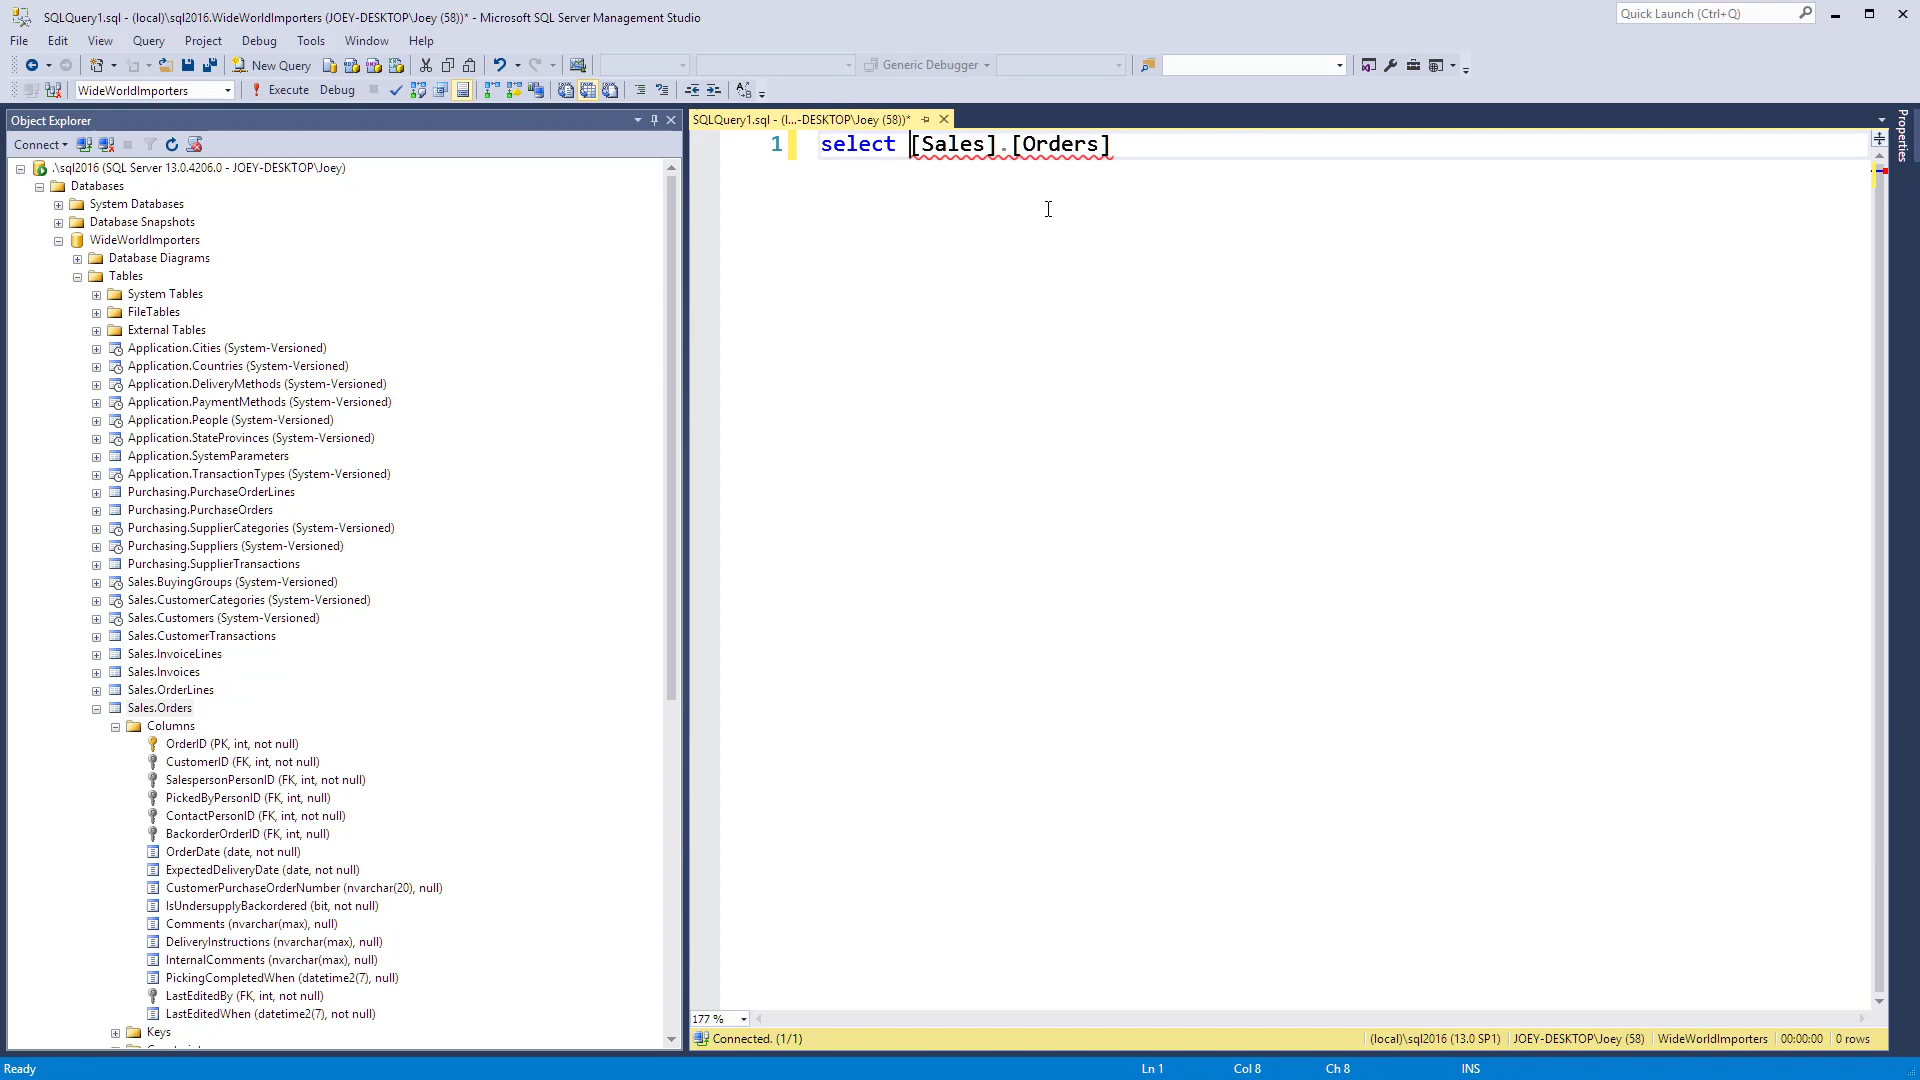 SQLQuery1.sql - (local)\sql2016.WideWorldImporters (JOEY-DESKTOP\Joey (58))* - Microsoft SQL Server Management Studio
Quick Launch (Ctrl+Q)
File Edit View Query Project Debug Tools Window Help
New Query
Generic Debugger
WideWorldImporters
Execute Debug
Object Explorer
Connect
.\sql2016 (SQL Server 13.0.4206.0 - JOEY-DESKTOP\Joey)
Databases
System Databases
Database Snapshots
WideWorldImporters
Database Diagrams
Tables
System Tables
FileTables
External Tables
Application.Cities (System-Versioned)
Application.Countries (System-Versioned)
Application.DeliveryMethods (System-Versioned)
Application.PaymentMethods (System-Versioned)
Application.People (System-Versioned)
Application.StateProvinces (System-Versioned)
Application.SystemParameters
Application.TransactionTypes (System-Versioned)
Purchasing.PurchaseOrderLines
Purchasing.PurchaseOrders
Purchasing.SupplierCategories (System-Versioned)
Purchasing.Suppliers (System-Versioned)
Purchasing.SupplierTransactions
Sales.BuyingGroups (System-Versioned)
Sales.CustomerCategories (System-Versioned)
Sales.Customers (System-Versioned)
Sales.CustomerTransactions
Sales.InvoiceLines
Sales.Invoices
Sales.OrderLines
Sales.Orders
Columns
OrderID (PK, int, not null)
CustomerID (FK, int, not null)
SalespersonPersonID (FK, int, not null)
PickedByPersonID (FK, int, null)
ContactPersonID (FK, int, not null)
BackorderOrderID (FK, int, null)
OrderDate (date, not null)
ExpectedDeliveryDate (date, not null)
CustomerPurchaseOrderNumber (nvarchar(20), null)
IsUndersupplyBackordered (bit, not null)
Comments (nvarchar(max), null)
DeliveryInstructions (nvarchar(max), null)
InternalComments (nvarchar(max), null)
PickingCompletedWhen (datetime2(7), null)
LastEditedBy (FK, int, not null)
LastEditedWhen (datetime2(7), not null)
Keys
SQLQuery1.sql - (l...-DESKTOP\Joey (58))*
1 select [Sales].[Orders]
Properties
177 %
Connected. (1/1)
(local)\sql2016 (13.0 SP1) JOEY-DESKTOP\Joey (58) WideWorldImporters 00:00:00 0 rows
Ready
Ln 1 Col 8 Ch 8 INS